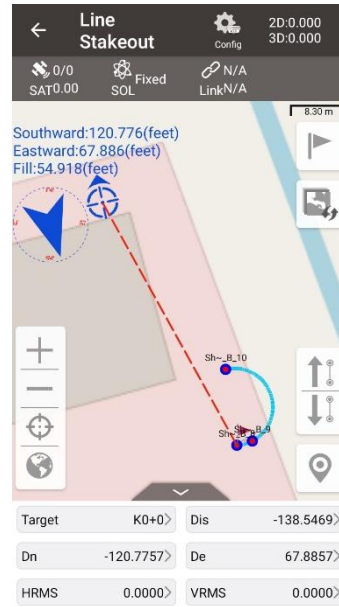 Line
Stakeout
Config
2D:0.000
3D:0.000
0/0
SAT0.00
Fixed
SOL
N/A
LinkN/A
8.30 m
Southward:120.776(feet)
Eastward:67.886(feet)
Fill:54.918(feet)
Sh~_B_10
Target K0+0> Dis -138.5469>
Dn -120.7757> De 67.8857>
HRMS 0.0000> VRMS 0.0000>